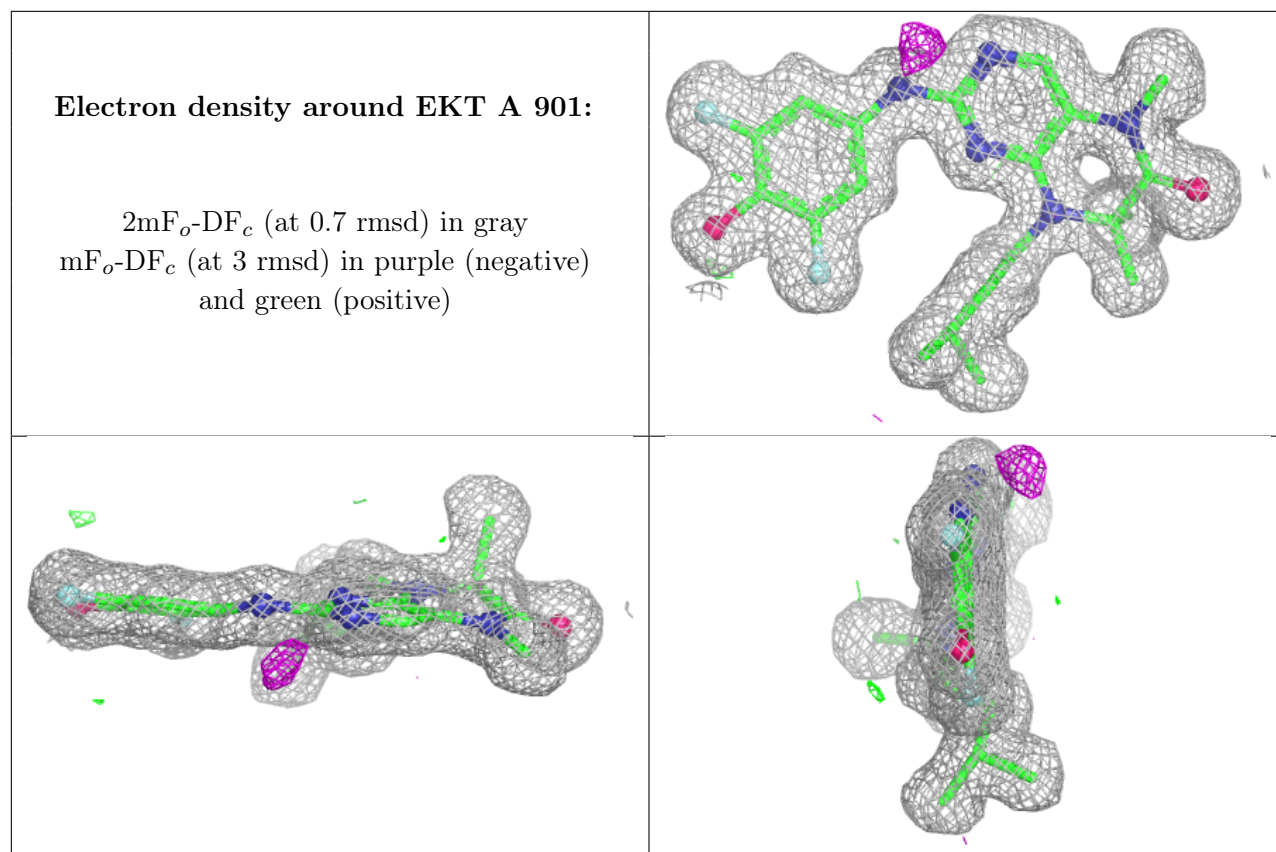 Electron density around EKT A 901:
2mFo-DFc (at 0.7 rmsd) in gray
mFo-DFc (at 3 rmsd) in purple (negative)
and green (positive)